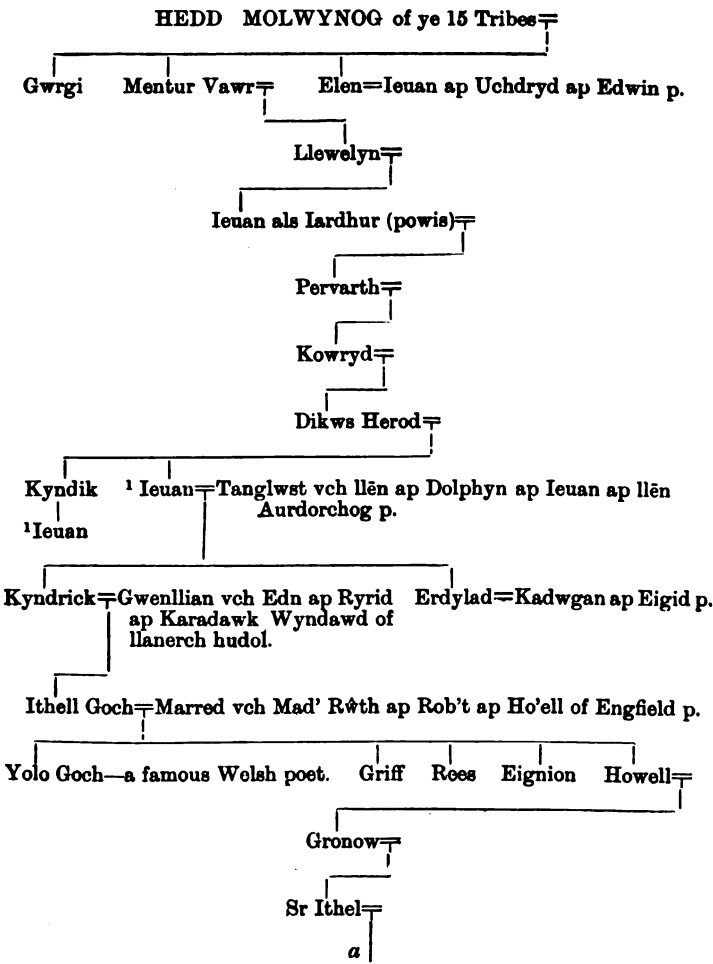 HEDD MOLWYNOG of ye 15 Tribes
Gwrgi Mentur Vawr Elen=Ieuan ap Uchdryd ap Edwin p.
Llewelyn
Ieuan als Iardhur (powis)
Pervarth
Kowryd
Dikws Herod
Kyndik ¹ Ieuan=Tanglwst vch llēn ap Dolphyn ap Ieuan ap llēn
Aurdorchog p.
¹Ieuan
Kyndrick=Gwenllian vch Edn ap Ryrid Erdylad=Kadwgan ap Eigid p.
ap Karadawk Wyndawd of
llanerch hudol.
Ithell Goch=Marred vch Mad' Rŵth ap Rob't ap Ho'ell of Engfield p.
Yolo Goch—a famous Welsh poet. Griff Rees Eignion Howell
Gronow
Sr Ithel
a